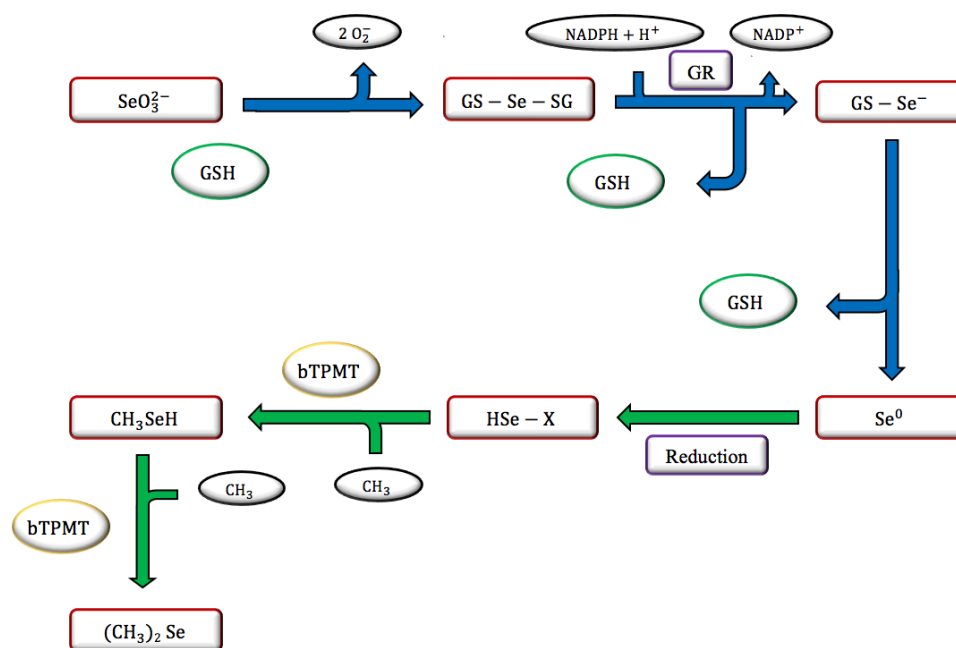 2 O₂⁻
NADPH + H⁺
NADP⁺
GR
SeO₃²⁻
GS – Se – SG
GS – Se⁻
GSH
GSH
GSH
bTPMT
CH₃SeH
HSe – X
Se⁰
Reduction
CH₃
CH₃
bTPMT
(CH₃)₂ Se